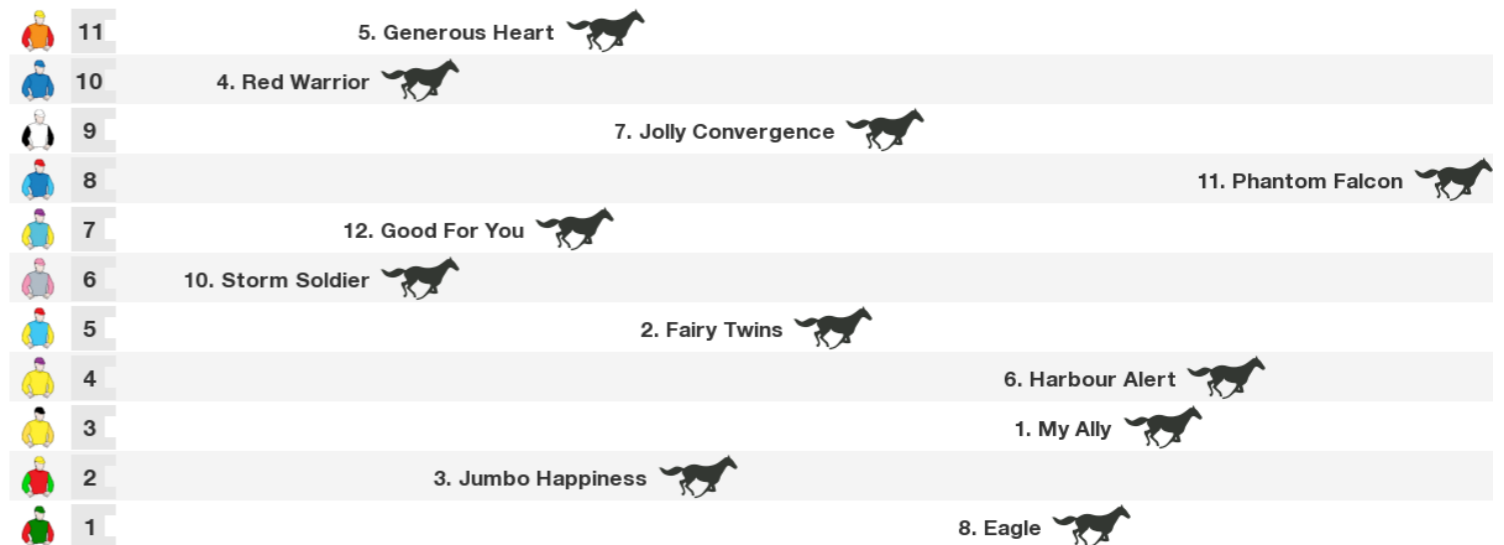 11 5. Generous Heart
10 4. Red Warrior
9 7. Jolly Convergence
8 11. Phantom Falcon
7 12. Good For You
6 10. Storm Soldier
5 2. Fairy Twins
4 6. Harbour Alert
3 1. My Ally
2 3. Jumbo Happiness
1 8. Eagle